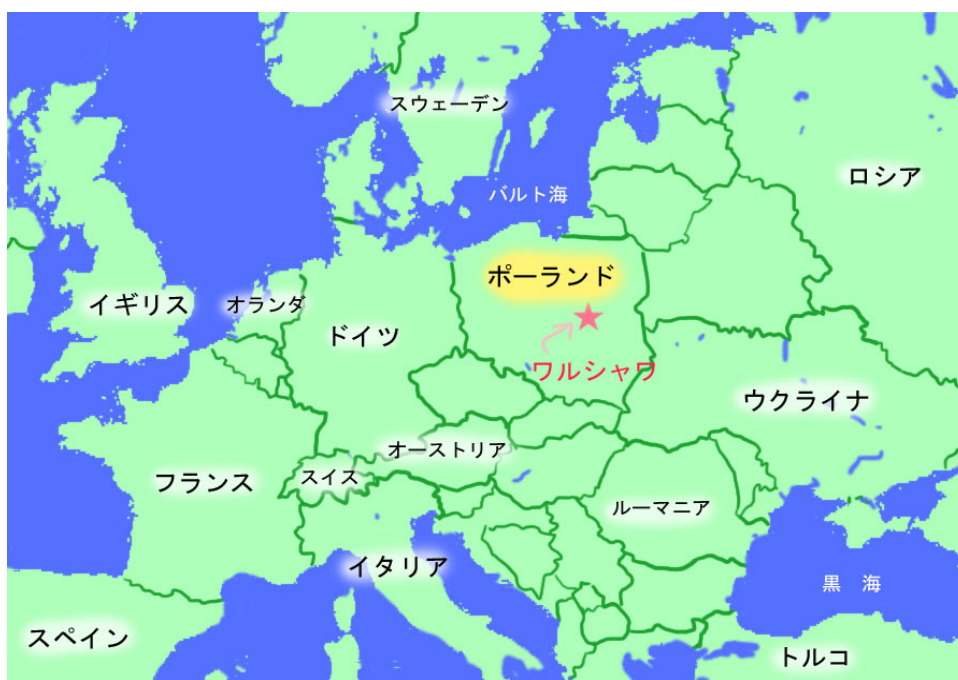 スウェーデン
ロシア
バルト海
ポーランド
イギリス
オランダ
ドイツ
ワルシャワ
ウクライナ
オーストリア
フランス
スイス
ルーマニア
イタリア
黒 海
スペイン
トルコ